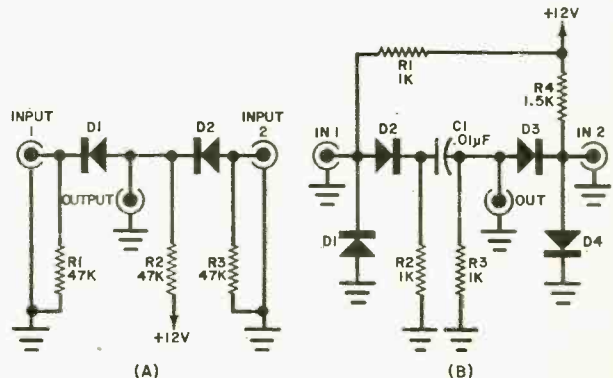 INPUT
1
D1
D2
INPUT
2
OUTPUT
R1
47K
R2
47K
R3
47K
+12V
(A)
+12V
R1
1K
R4
1.5K
IN 1
D2
C1
.01µF
D3
IN 2
OUT
D1
R2
1K
R3
1K
D4
(B)